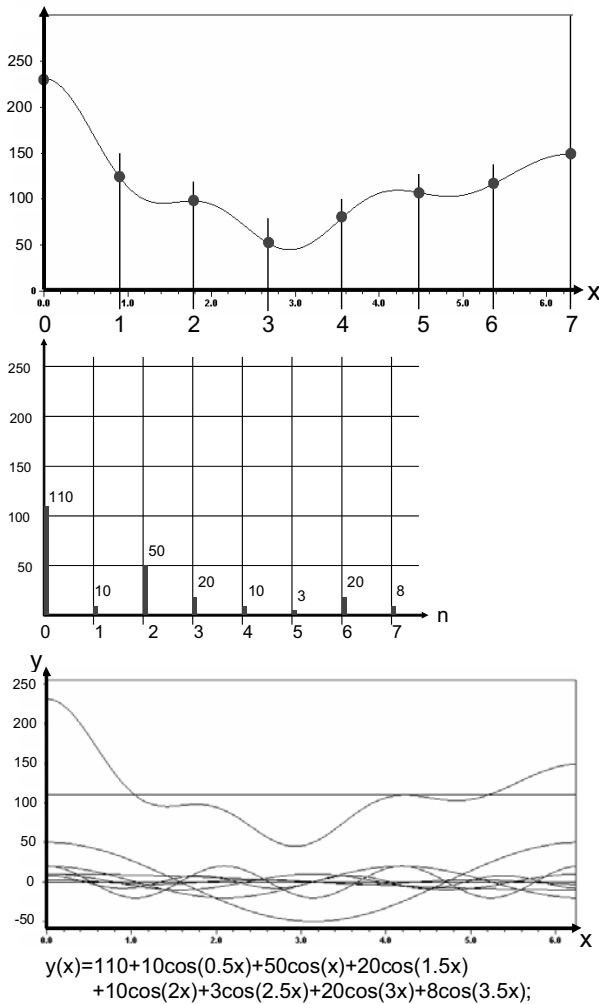 250
200
150
100
50
0
0.0 1.0 2.0 3.0 4.0 5.0 6.0
x
0 1 2 3 4 5 6 7
250
200
150
100
50
110
10
50
20
10
3
20
8
0 1 2 3 4 5 6 7
n
y
250
200
150
100
50
0
-50
0.0 1.0 2.0 3.0 4.0 5.0 6.0
x
y(x)=110+10cos(0.5x)+50cos(x)+20cos(1.5x)
+10cos(2x)+3cos(2.5x)+20cos(3x)+8cos(3.5x);